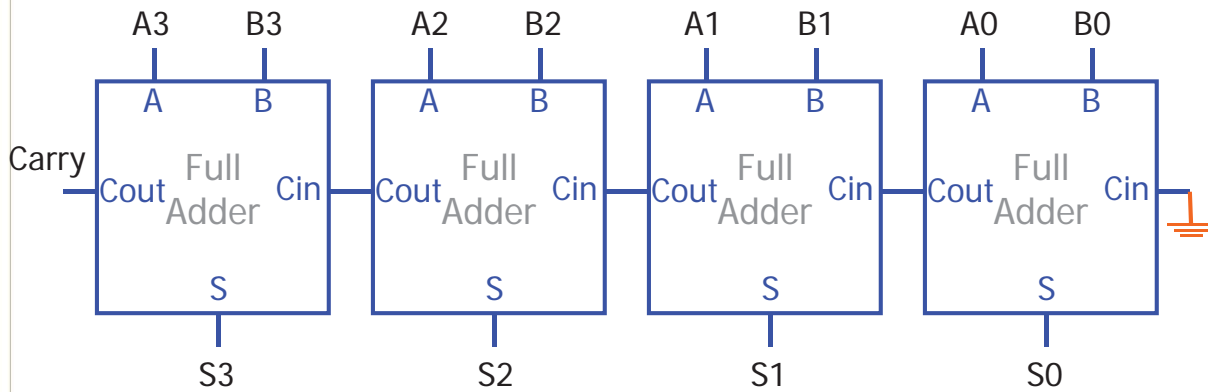 A3 B3 A2 B2 A1 B1 A0 B0
A B A B A B A B
Carry
Full Full Full Full
Cout Cin Cout Cin Cout Cin Cout Cin
Adder Adder Adder Adder
S S S S
S3 S2 S1 S0